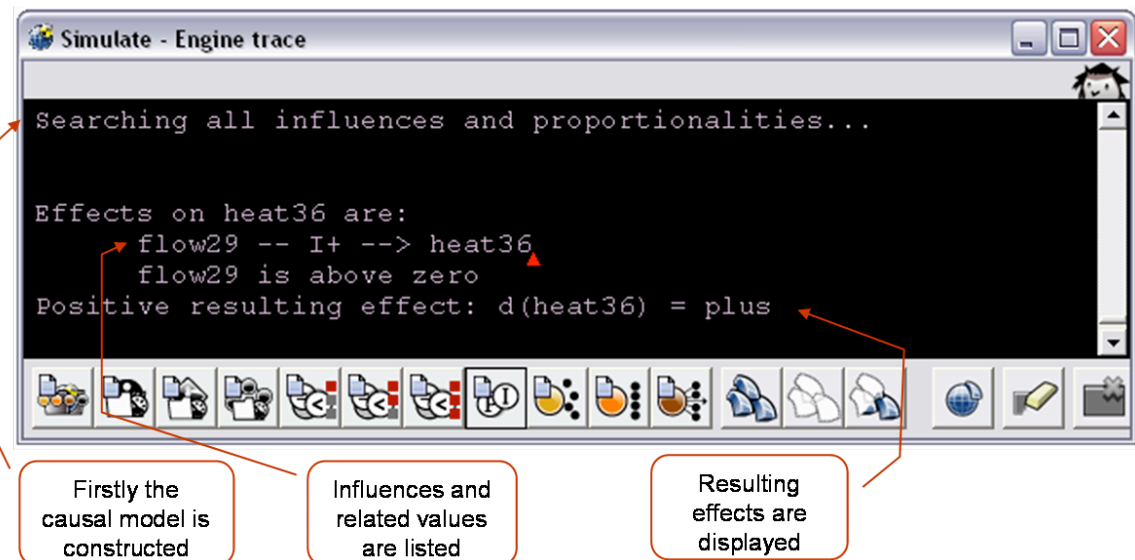 Simulate - Engine trace
Searching all influences and proportionalities...
Effects on heat36 are:
flow29 -- I+ --> heat36
flow29 is above zero
Positive resulting effect: d(heat36) = plus
Firstly the
causal model is
constructed
Influences and
related values
are listed
Resulting
effects are
displayed